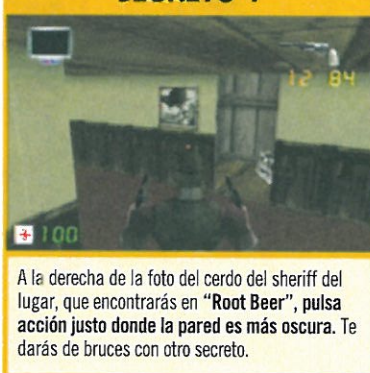 12 84
100
A la derecha de la foto del cerdo del sheriff del
lugar, que encontrarás en “Root Beer”, pulsa
acción justo donde la pared es más oscura. Te
darás de bruces con otro secreto.